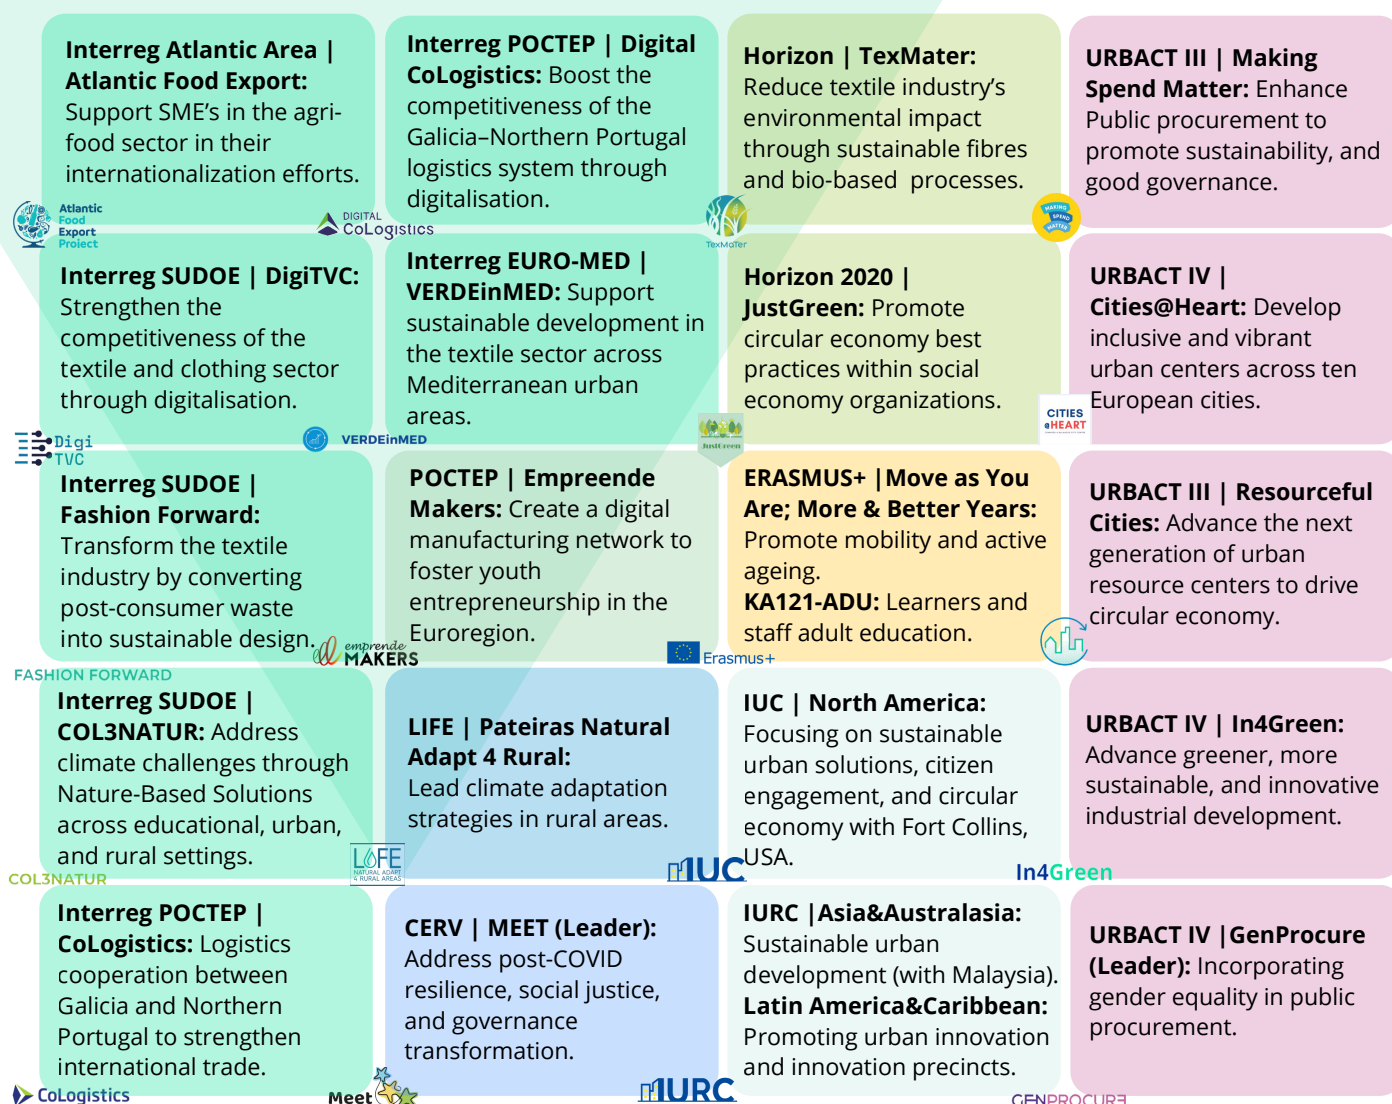 Interreg Atlantic Area |
Atlantic Food Export:
Support SME’s in the agri-
food sector in their
internationalization efforts.
Atlantic
Food
Export
Project
Interreg POCTEP | Digital
CoLogistics: Boost the
competitiveness of the
Galicia–Northern Portugal
logistics system through
digitalisation.
DIGITAL
CoLogistics
Horizon | TexMater:
Reduce textile industry’s
environmental impact
through sustainable fibres
and bio-based processes.
TexMaTer
URBACT III | Making
Spend Matter: Enhance
Public procurement to
promote sustainability, and
good governance.
MAKING
SPEND
MATTER
Interreg SUDOE | DigiTVC:
Strengthen the
competitiveness of the
textile and clothing sector
through digitalisation.
Digi
TVC
Interreg EURO-MED |
VERDEinMED: Support
sustainable development in
the textile sector across
Mediterranean urban
areas.
VERDEinMED
Horizon 2020 |
JustGreen: Promote
circular economy best
practices within social
economy organizations.
JustGreen
URBACT IV |
Cities@Heart: Develop
inclusive and vibrant
urban centers across ten
European cities.
CITIES
@HEART
Interreg SUDOE |
Fashion Forward:
Transform the textile
industry by converting
post-consumer waste
into sustainable design.
FASHION FORWARD
POCTEP | Empreende
Makers: Create a digital
manufacturing network to
foster youth
entrepreneurship in the
Euroregion.
emprende
MAKERS
ERASMUS+ |Move as You
Are; More & Better Years:
Promote mobility and active
ageing.
KA121-ADU: Learners and
staff adult education.
Erasmus+
URBACT III | Resourceful
Cities: Advance the next
generation of urban
resource centers to drive
circular economy.
Interreg SUDOE |
COL3NATUR: Address
climate challenges through
Nature-Based Solutions
across educational, urban,
and rural settings.
COL3NATUR
LIFE | Pateiras Natural
Adapt 4 Rural:
Lead climate adaptation
strategies in rural areas.
LIFE
NATURAL ADAPT
4 RURAL AREAS
IUC | North America:
Focusing on sustainable
urban solutions, citizen
engagement, and circular
economy with Fort Collins,
USA.
IUC
URBACT IV | In4Green:
Advance greener, more
sustainable, and innovative
industrial development.
In4Green
Interreg POCTEP |
CoLogistics: Logistics
cooperation between
Galicia and Northern
Portugal to strengthen
international trade.
CoLogistics
CERV | MEET (Leader):
Address post-COVID
resilience, social justice,
and governance
transformation.
Meet
IURC |Asia&Australasia:
Sustainable urban
development (with Malaysia).
Latin America&Caribbean:
Promoting urban innovation
and innovation precincts.
IURC
URBACT IV |GenProcure
(Leader): Incorporating
gender equality in public
procurement.
GENPROCURE